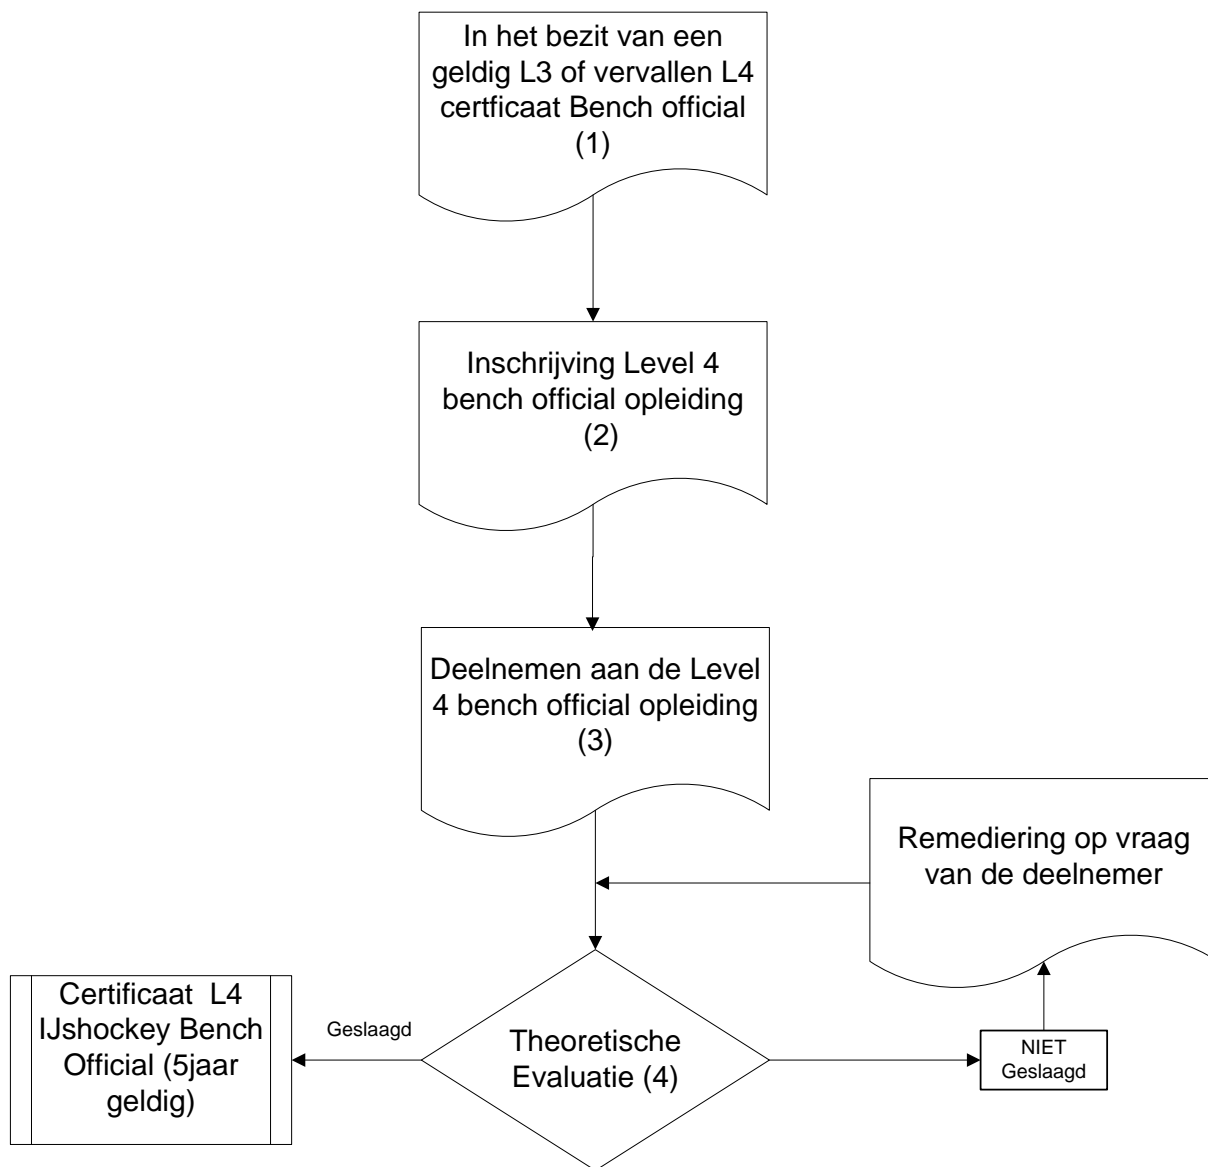 In het bezit van een
geldig L3 of vervallen L4
certficaat Bench official
(1)
Inschrijving Level 4
bench official opleiding
(2)
Deelnemen aan de Level
4 bench official opleiding
(3)
Remediering op vraag
van de deelnemer
Certificaat L4
IJshockey Bench
Official (5jaar
geldig)
Geslaagd
Theoretische
Evaluatie (4)
NIET
Geslaagd